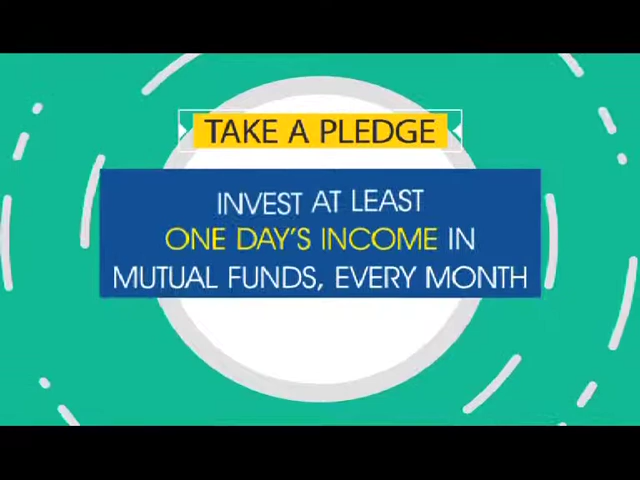 TAKE A PLEDGE
INVEST AT LEAST
ONE DAY'S INCOME IN
MUTUAL FUNDS, EVERY MONTH